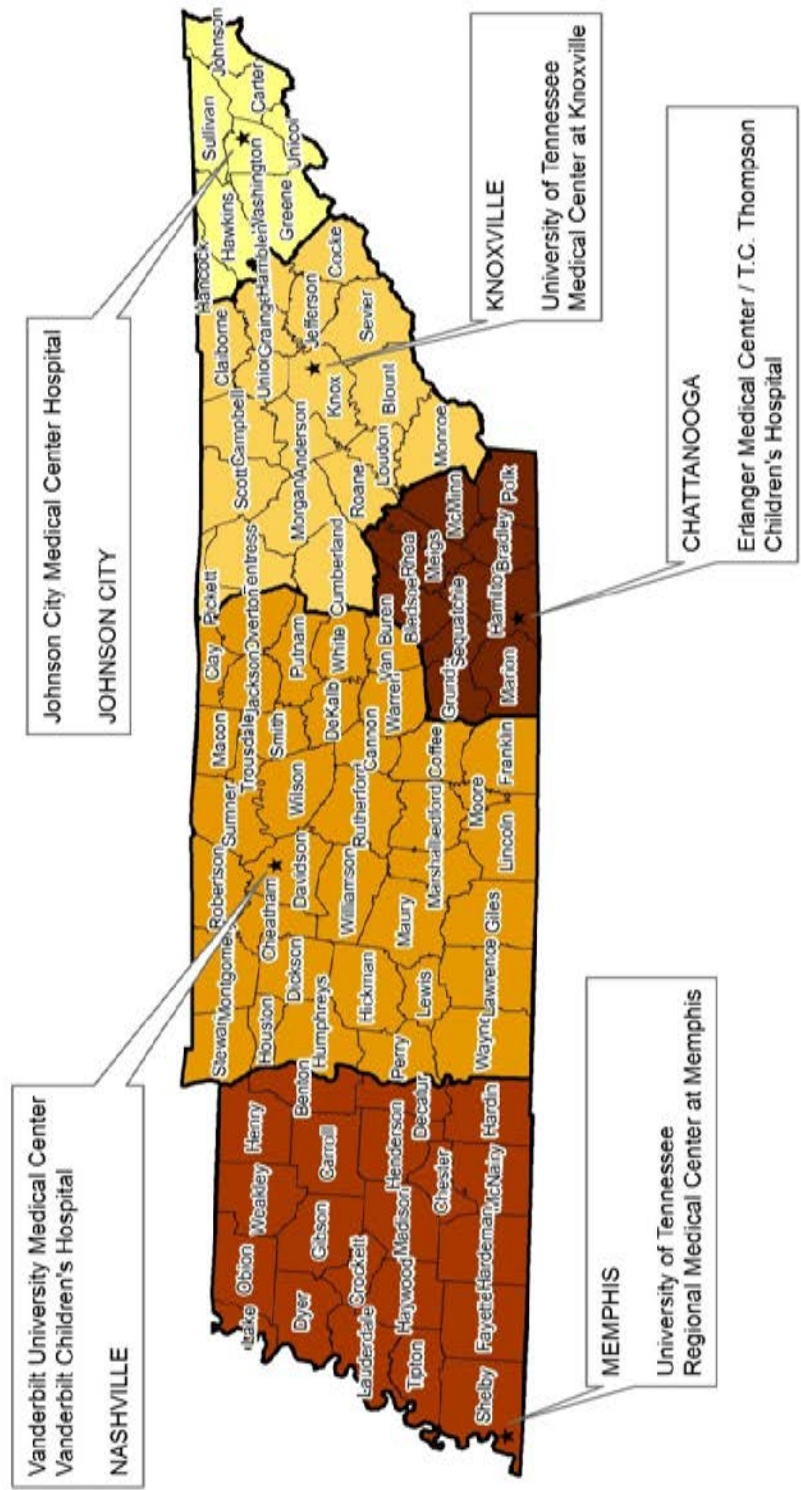 Vanderbilt University Medical Center
Vanderbilt Children's Hospital
NASHVILLE
Johnson City Medical Center Hospital
JOHNSON CITY
Lake
Obion
Weakley
Henry
Stewar
Montgomery
Robertson
Sumner
Macon
Clay
Pickett
Scott
Campbell
Claiborne
Hancock
Hawkins
Sullivan
Johnson
Dyer
Gibson
Carroll
Benton
Houston
Humphreys
Dickson
Cheatham
Davidson
Wilson
Trousdale
Smith
Jackson
Overton
Fentress
Putnam
Morgan
Anderson
Union
Hamblen
Washington
Carter
Unicoi
Greene
Lauderdale
Crockett
Tipton
Haywood
Madison
Henderson
Decatur
Perry
Hickman
Lewis
Williamson
Maury
Rutherford
Cannon
DeKalb
White
Van Buren
Warren
Cumberland
Roane
Loudon
Knox
Blount
Jefferson
Sevier
Cocke
Monroe
Bledsoe
Rhea
Meigs
McMinn
Shelby
Fayette
Hardeman
Chester
McNairy
Hardin
Wayne
Lawrence
Giles
Marshall
Bedford
Coffee
Moore
Lincoln
Franklin
Grund
Sequatchie
Marion
Hamilto
Bradley
Polk
MEMPHIS
University of Tennessee
Regional Medical Center at Memphis
CHATTANOOGA
Erlanger Medical Center / T.C. Thompson
Children's Hospital
KNOXVILLE
University of Tennessee
Medical Center at Knoxville